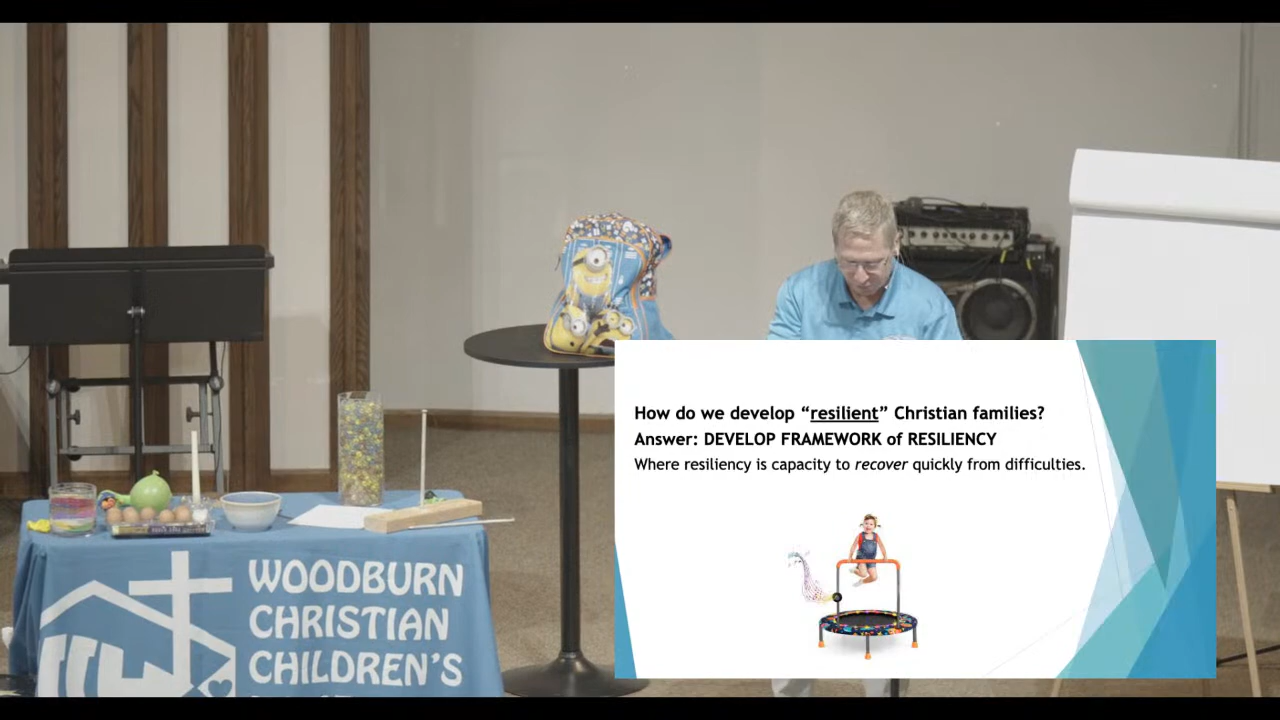 How do we develop “resilient” Christian families?
Answer: DEVELOP FRAMEWORK of RESILIENCY
Where resiliency is capacity to recover quickly from difficulties.
WOODBURN
CHRISTIAN
CHILDREN'S